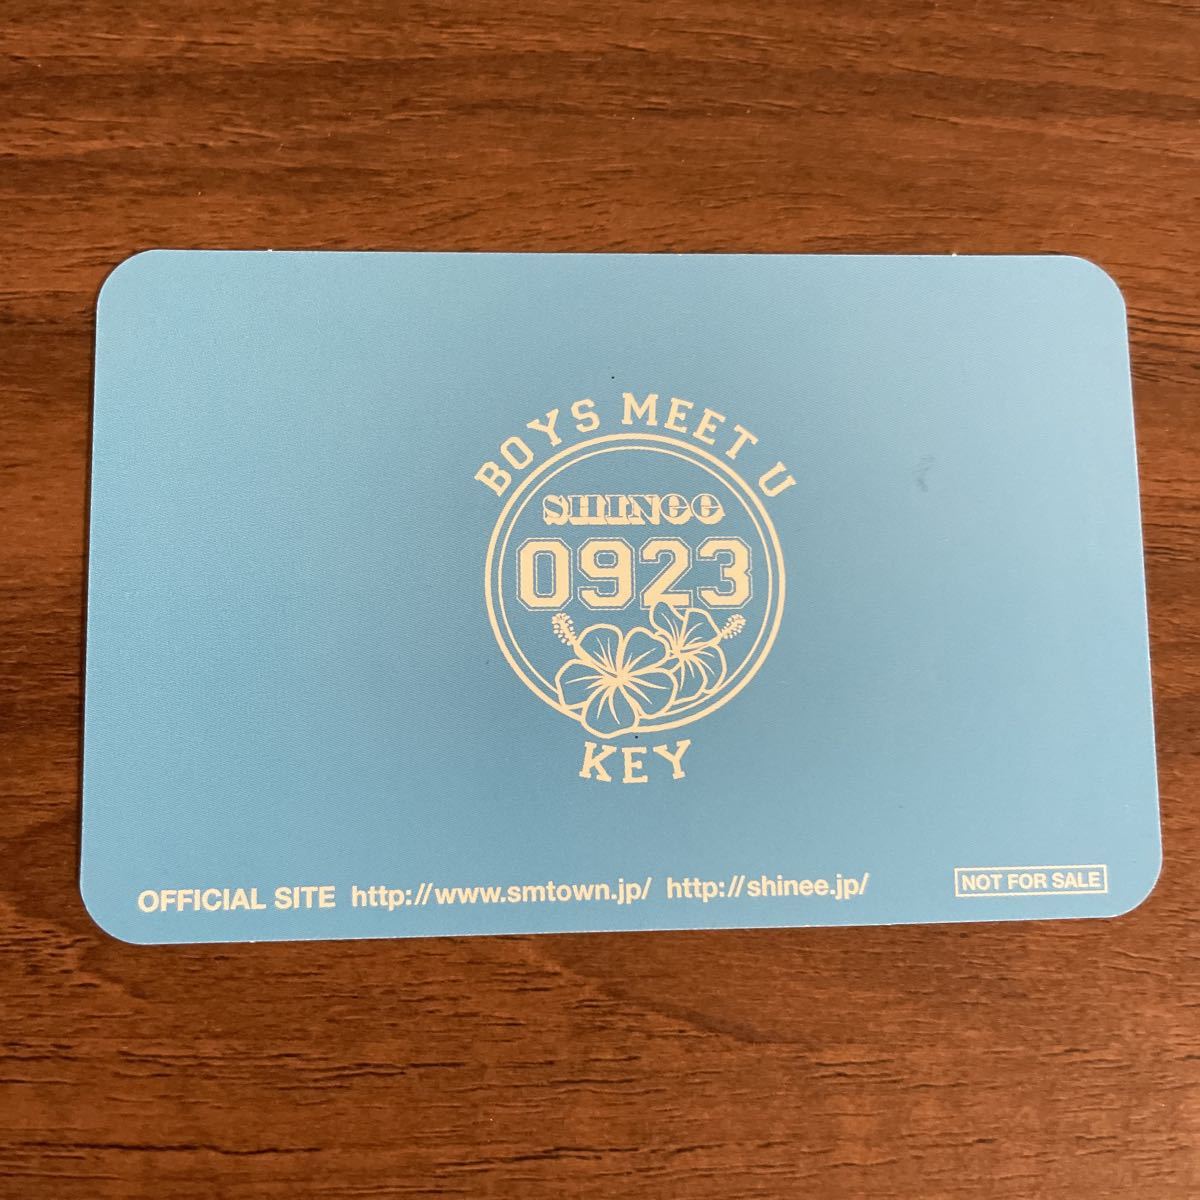 BOYS MEET U
SHINee
0923
KEY
OFFICIAL SITE http://www.smtown.jp/ http://shinee.jp/
NOT FOR SALE